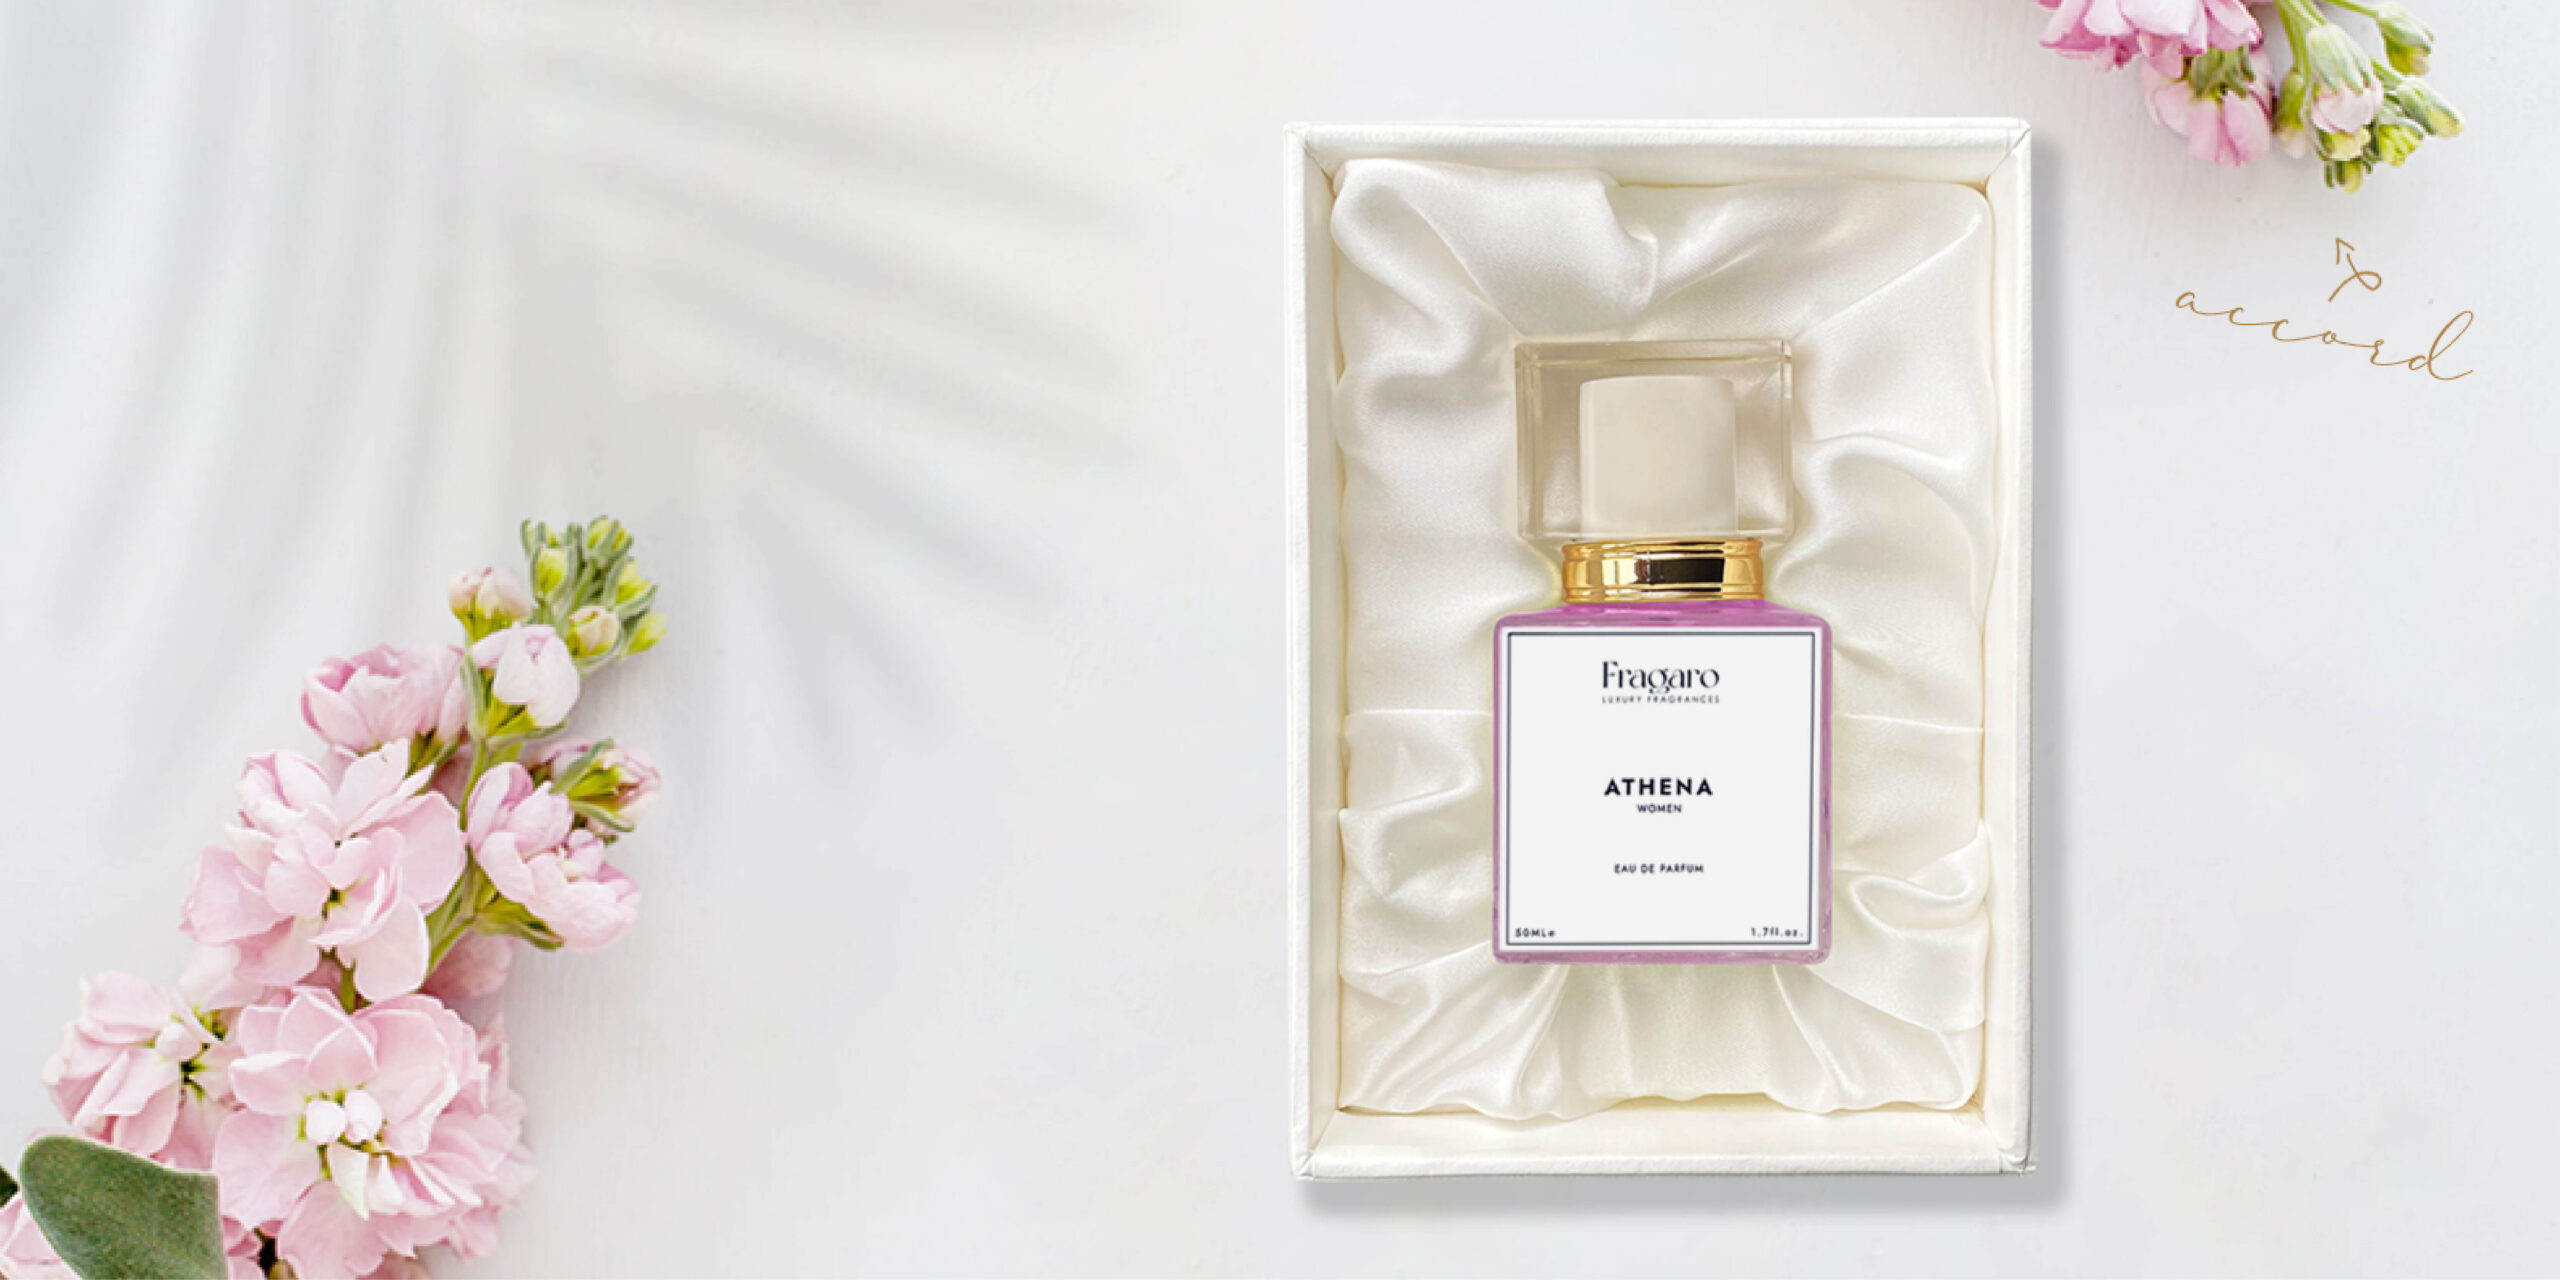 accord
Fragaro
LUXURY FRAGRANCES
ATHENA
WOMEN
EAU DE PARFUM
50MLe 1.7fl.oz.